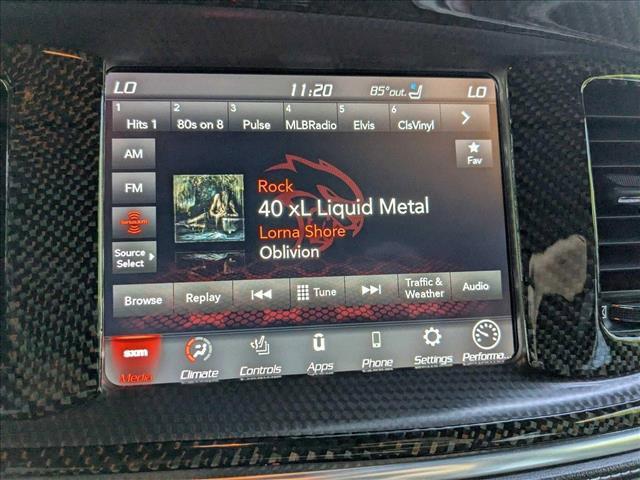 LO 11:20 85°out. LO
1 2 3 4 5 6
Hits 1 80s on 8 Pulse MLBRadio Elvis ClsVinyl
AM
Fav
FM
Rock
40 xL Liquid Metal
siriusxm
Lorna Shore
Source
Select
Oblivion
Browse Replay Tune Traffic &
Weather Audio
sxm
Media Climate Controls Apps Phone Settings Performa...